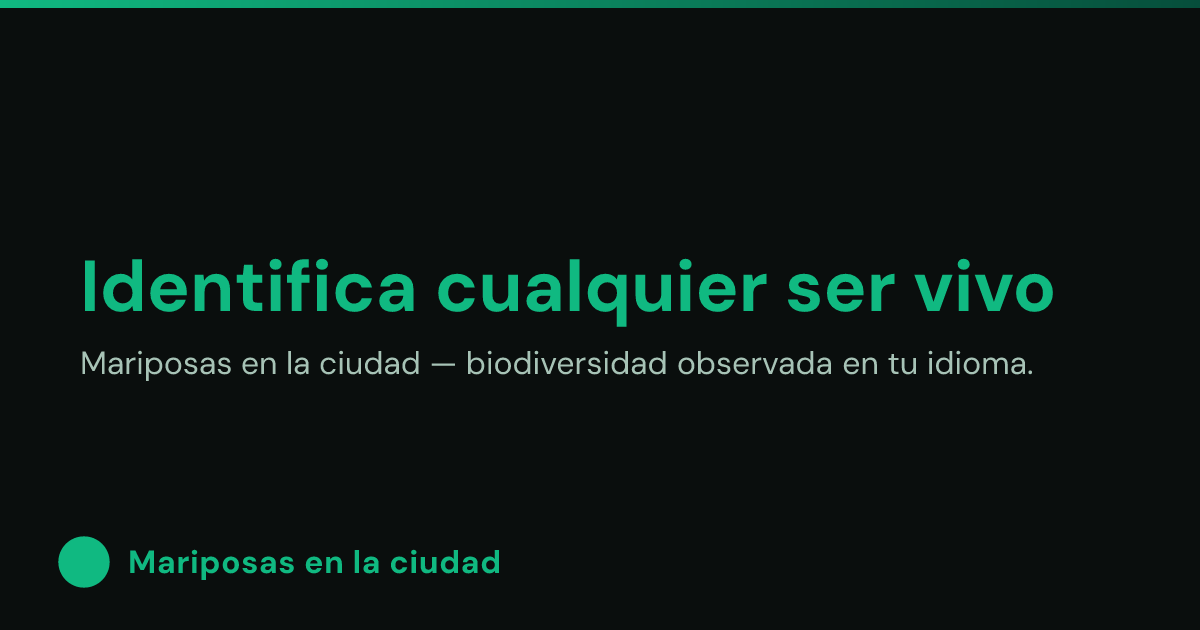 Identifica cualquier ser vivo
Mariposas en la ciudad — biodiversidad observada en tu idioma.
Mariposas en la ciudad